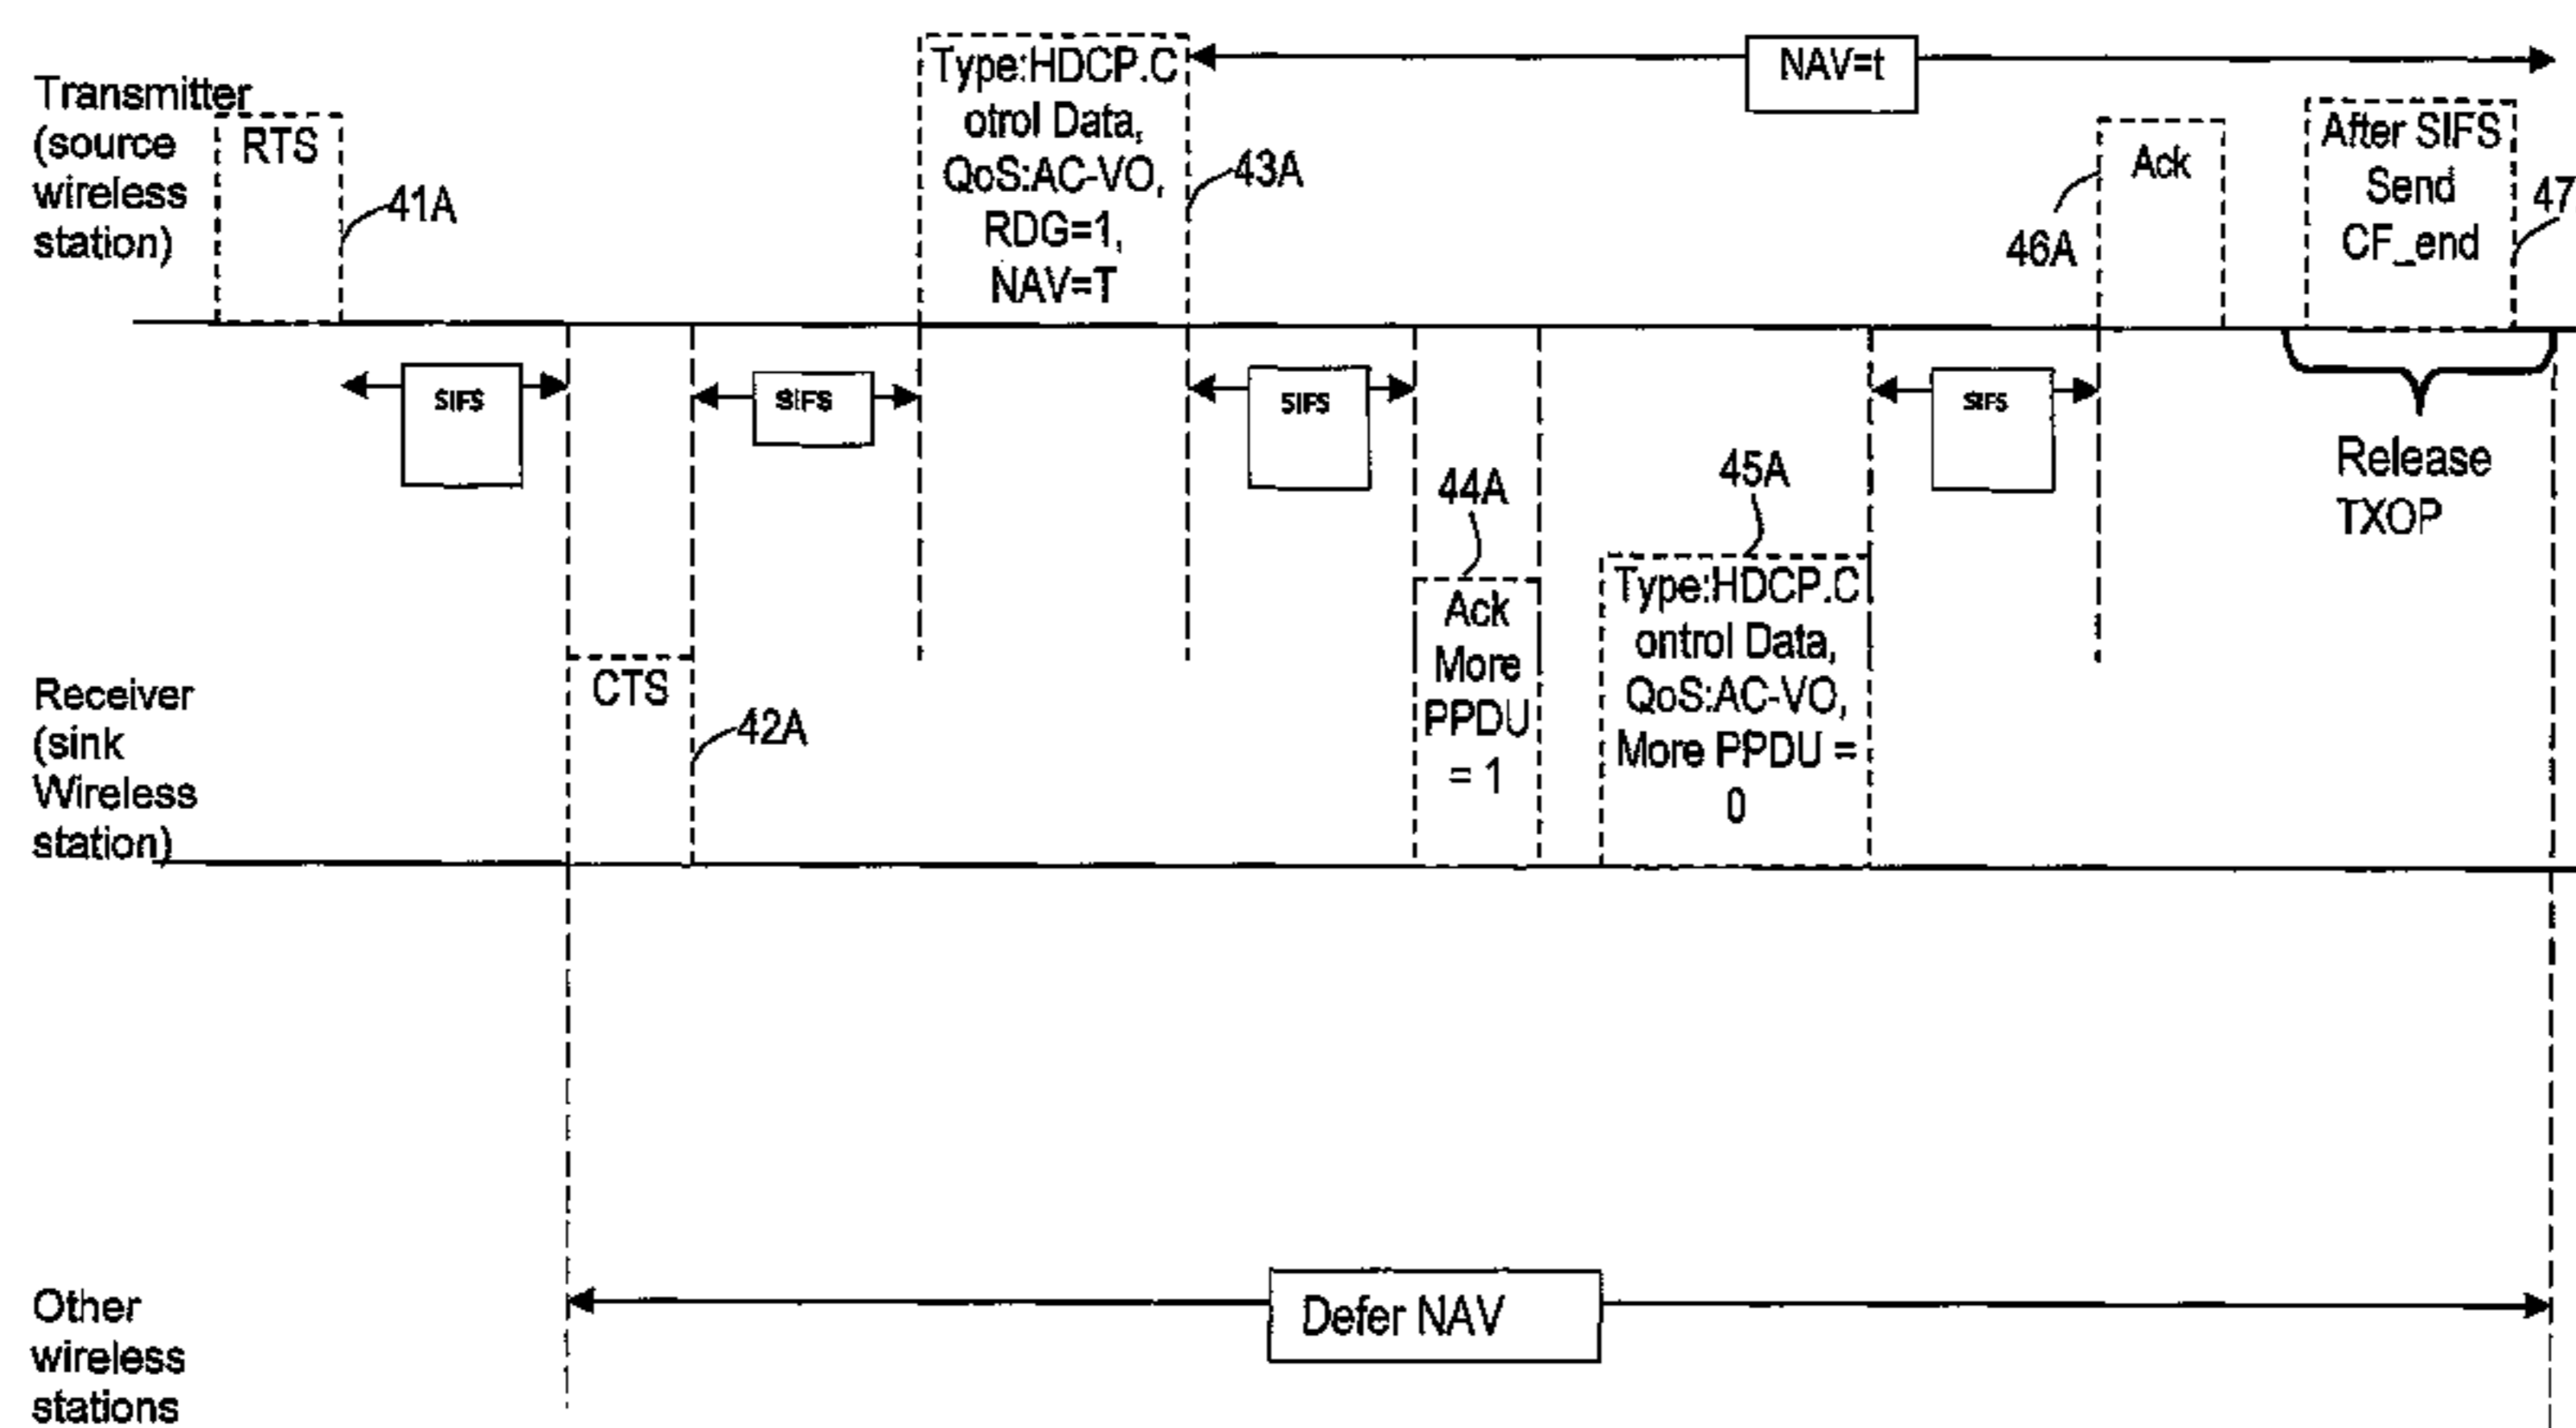 Transmitter
(source
wireless
station)
RTS
41A
Type:HDCP.C
otrol Data,
QoS:AC-VO,
RDG=1,
NAV=T
43A
NAV=t
46A
Ack
After SIFS
Send
CF_end
47
SIFS
SIFS
SIFS
SIFS
Release
TXOP
Receiver
(sink
Wireless
station)
CTS
42A
44A
Ack
More
PPDU
= 1
45A
Type:HDCP.C
ontrol Data,
QoS:AC-VO,
More PPDU =
0
Other
wireless
stations
Defer NAV